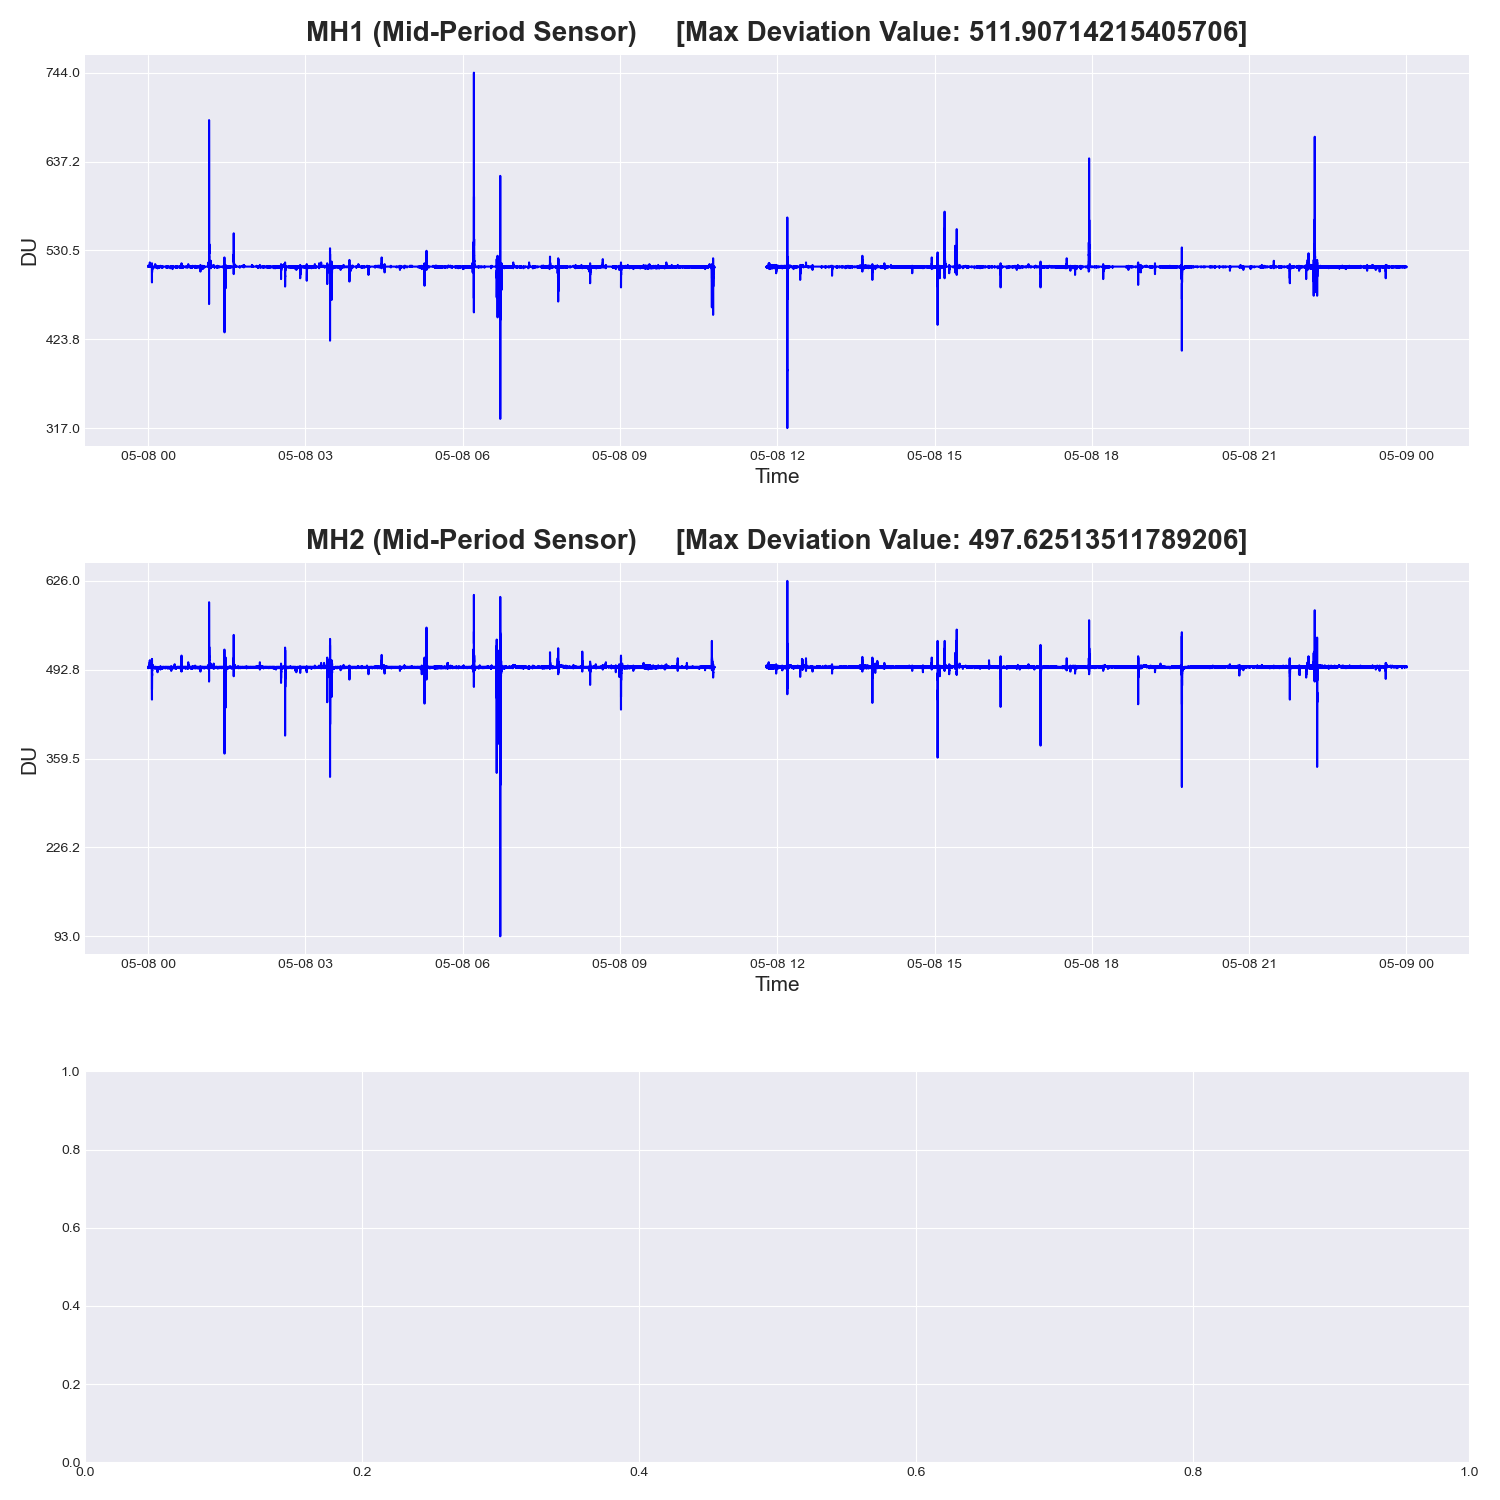 MH1 (Mid-Period Sensor) [Max Deviation Value: 511.90714215405706]
744.0
637.2
530.5
423.8
317.0
DU
05-08 00 05-08 03 05-08 06 05-08 09 05-08 12 05-08 15 05-08 18 05-08 21 05-09 00
Time
MH2 (Mid-Period Sensor) [Max Deviation Value: 497.62513511789206]
626.0
492.8
359.5
226.2
93.0
DU
05-08 00 05-08 03 05-08 06 05-08 09 05-08 12 05-08 15 05-08 18 05-08 21 05-09 00
Time
1.0
0.8
0.6
0.4
0.2
0.0
0.0 0.2 0.4 0.6 0.8 1.0